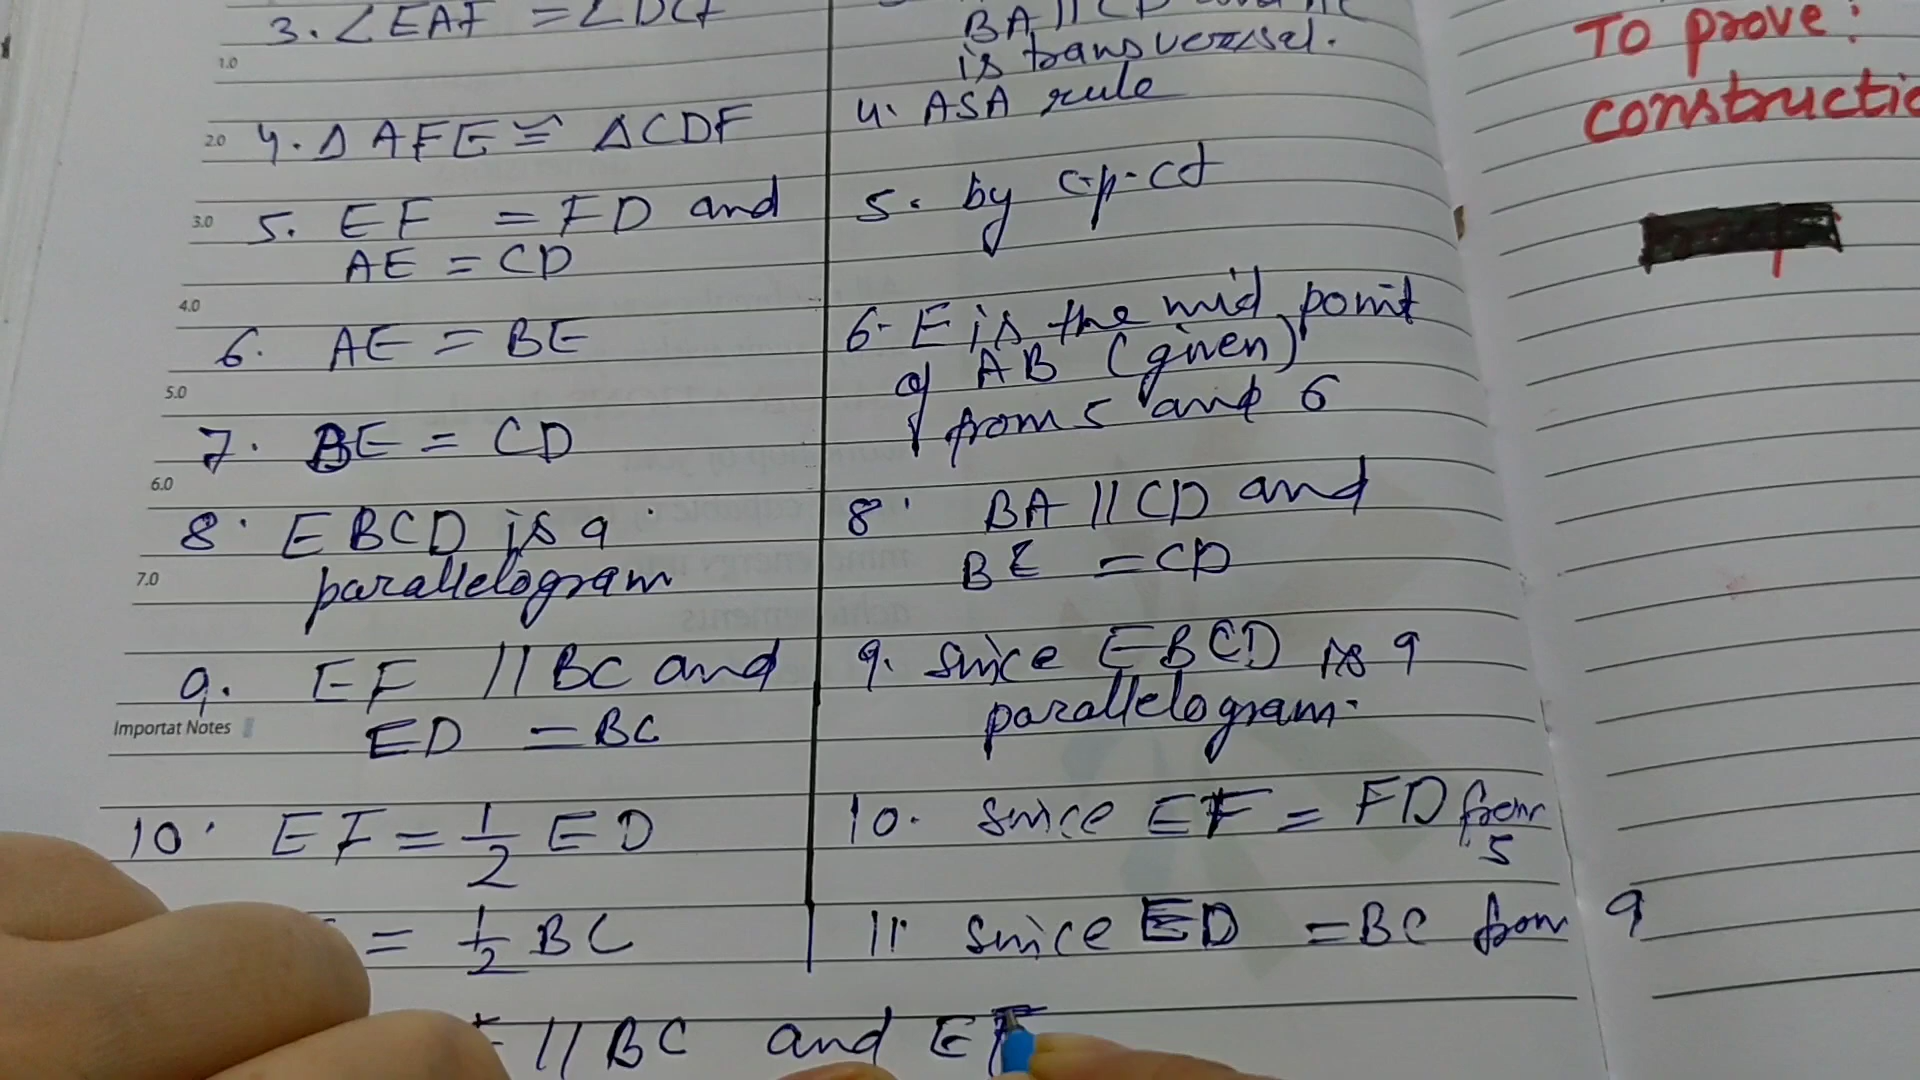 3. ∠EAF = ∠DCF
BA || CD and AC
is transversal.
1.0
4. Δ AFE ≅ ΔCDF
4. ASA rule
2.0
5. EF = FD and
AE = CD
5. by c.p.ct
3.0
4.0
6. AE = BE
6. E is the mid point
of AB (given)
5.0
7. BE = CD
from 5 and 6
6.0
8. EBCD is a
parallelogram
8. BA || CD and
BE = CD
7.0
9. EF || BC and
ED = BC
9. Since EBCD is a
parallelogram.
Importat Notes
10. EF = 1/2 ED
10. Since EF = FD from
5
= 1/2 BC
11. Since ED = BC from 9
|| BC and EF
To prove: